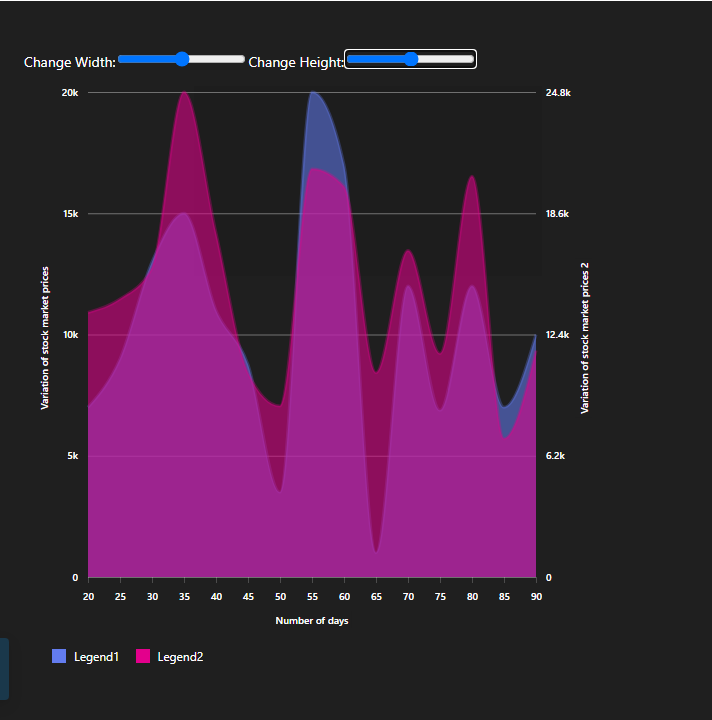 Change Width: Change Height:
20k 24.8k
15k 18.6k
Variation of stock market prices
Variation of stock market prices 2
10k 12.4k
5k 6.2k
0 0
20 25 30 35 40 45 50 55 60 65 70 75 80 85 90
Number of days
Legend1 Legend2